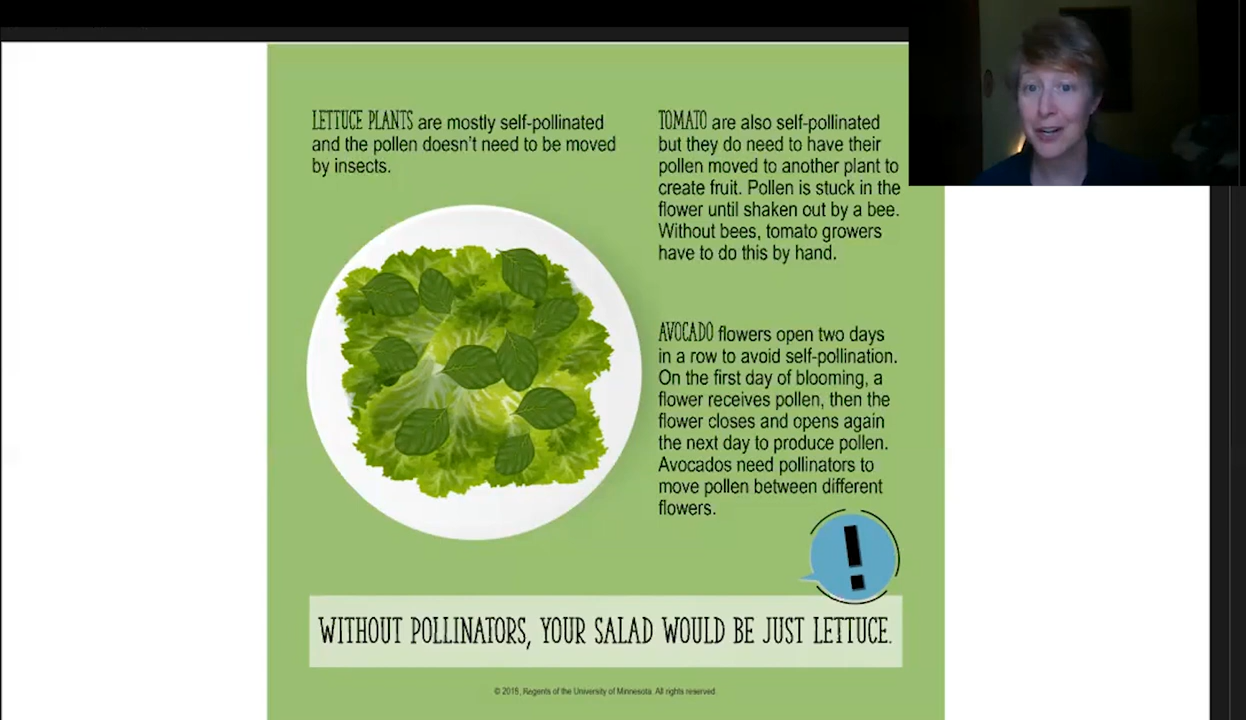 LETTUCE PLANTS are mostly self-pollinated
and the pollen doesn't need to be moved
by insects.
TOMATO are also self-pollinated
but they do need to have their
pollen moved to another plant to
create fruit. Pollen is stuck in the
flower until shaken out by a bee.
Without bees, tomato growers
have to do this by hand.
AVOCADO flowers open two days
in a row to avoid self-pollination.
On the first day of blooming, a
flower receives pollen, then the
flower closes and opens again
the next day to produce pollen.
Avocados need pollinators to
move pollen between different
flowers.
!
WITHOUT POLLINATORS, YOUR SALAD WOULD BE JUST LETTUCE.
© 2015, Regents of the University of Minnesota. All rights reserved.